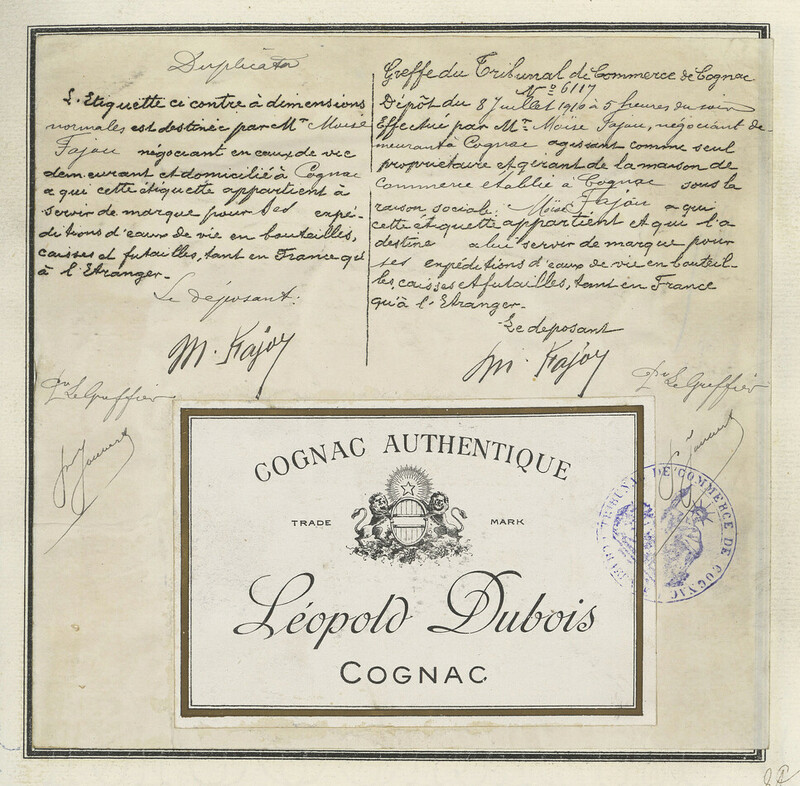 Duplicata
L'Etiquette ci contre à dimensions
normales est destinée par Mr Moïse
Fajou négociant en eaux de vie
demeurant et domicilié à Cognac
a qui cette étiquette appartient à
servir de marque pour ses expé-
ditions d'eaux de vie en bouteilles,
caisses et futailles, tant en France qu'
à l'Etranger.
Le déposant:
M. Fajou
Le Greffier
Greffe du Tribunal de Commerce de Cognac
No 6117
Dépôt du 8 Juillet 1910 à 5 heures du soir
Effectué par Mr Moïse Fajou, négociant de-
meurant à Cognac agissant comme seul
propriétaire et gérant de la maison de
Commerce établie à Cognac sous la
raison sociale: Moïse Fajou a qui
cette étiquette appartient et qui l'a
destiné a lui servir de marque pour
ses expéditions d'eaux de vie en bouteil-
les, caisses et futailles, tant en France
qu'à l'Etranger.
Le deposant
M. Fajou
Le Greffier
COGNAC AUTHENTIQUE
TRADE MARK
Léopold Dubois
COGNAC
TRIBUNAL DE COMMERCE DE COGNAC